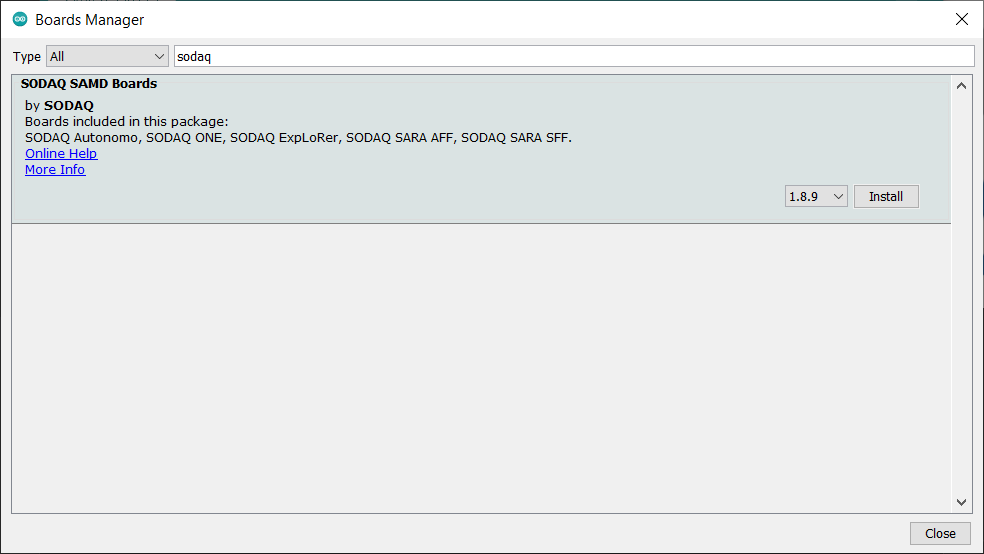 Boards Manager
Type All sodaq
SODAQ SAMD Boards
by SODAQ
Boards included in this package:
SODAQ Autonomo, SODAQ ONE, SODAQ ExpLoRer, SODAQ SARA AFF, SODAQ SARA SFF.
Online Help
More Info
1.8.9 Install
Close